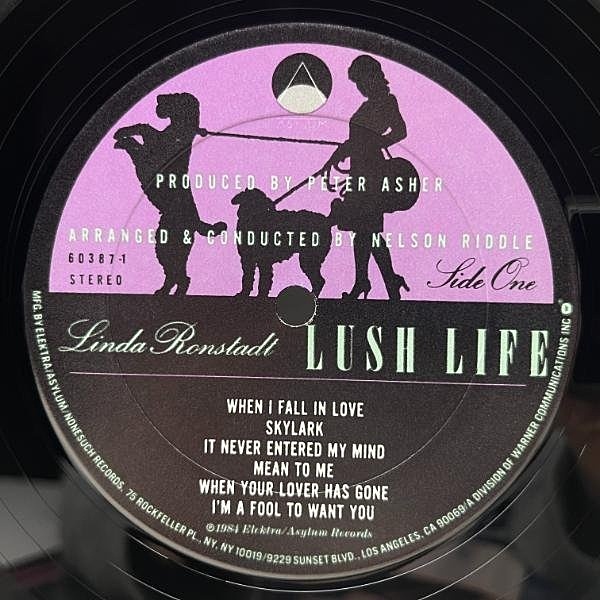 ASYLUM
PRODUCED BY PETER ASHER
ARRANGED & CONDUCTED BY NELSON RIDDLE
60387-1
STEREO
Side One
Linda Ronstadt
LUSH LIFE
WHEN I FALL IN LOVE
SKYLARK
IT NEVER ENTERED MY MIND
MEAN TO ME
WHEN YOUR LOVER HAS GONE
I'M A FOOL TO WANT YOU
℗1984 Elektra/Asylum Records
MFG. BY ELEKTRA/ASYLUM/NONESUCH RECORDS, 75 ROCKFELLER PL., NY, NY 10019/9229 SUNSET BLVD., LOS ANGELES, CA 90069/A DIVISION OF WARNER COMMUNICATIONS INC